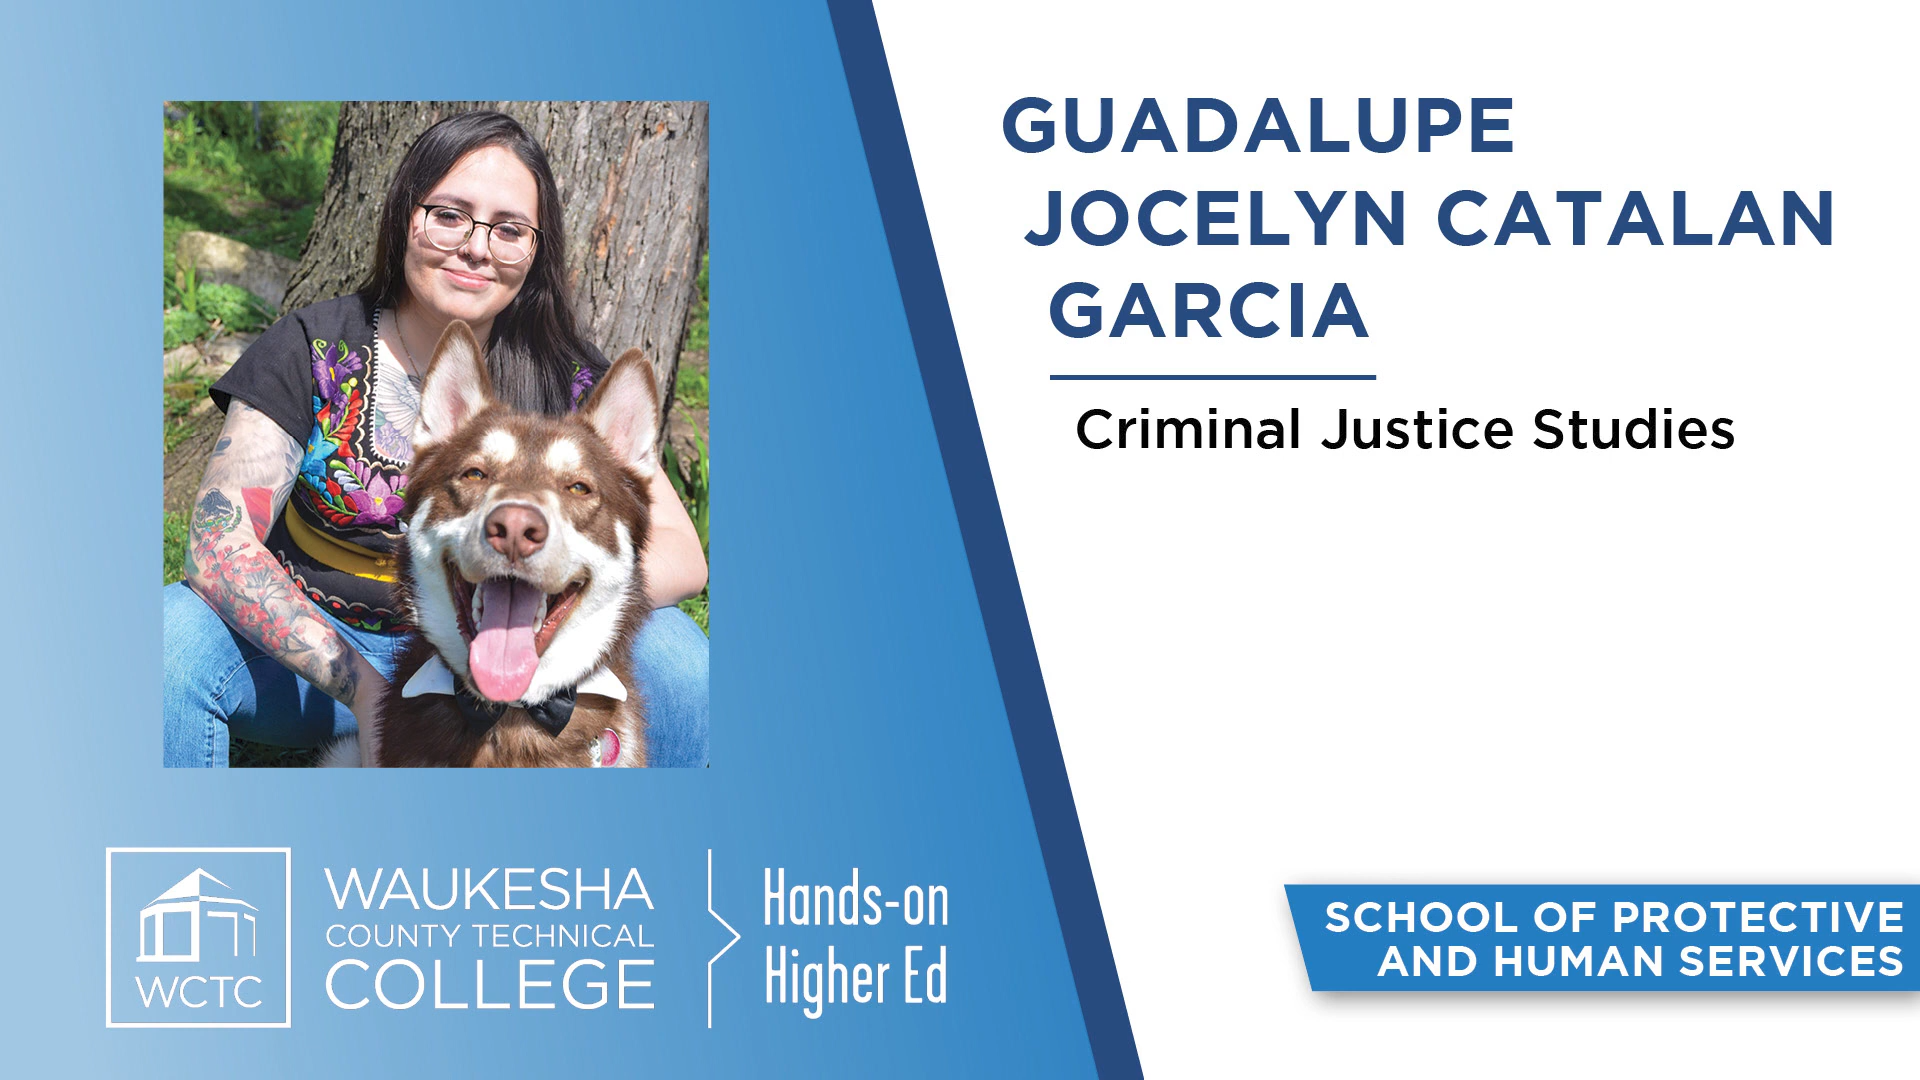 GUADALUPE
JOCELYN CATALAN
GARCIA
Criminal Justice Studies
WCTC
WAUKESHA
COUNTY TECHNICAL
COLLEGE
Hands-on
Higher Ed
SCHOOL OF PROTECTIVE
AND HUMAN SERVICES